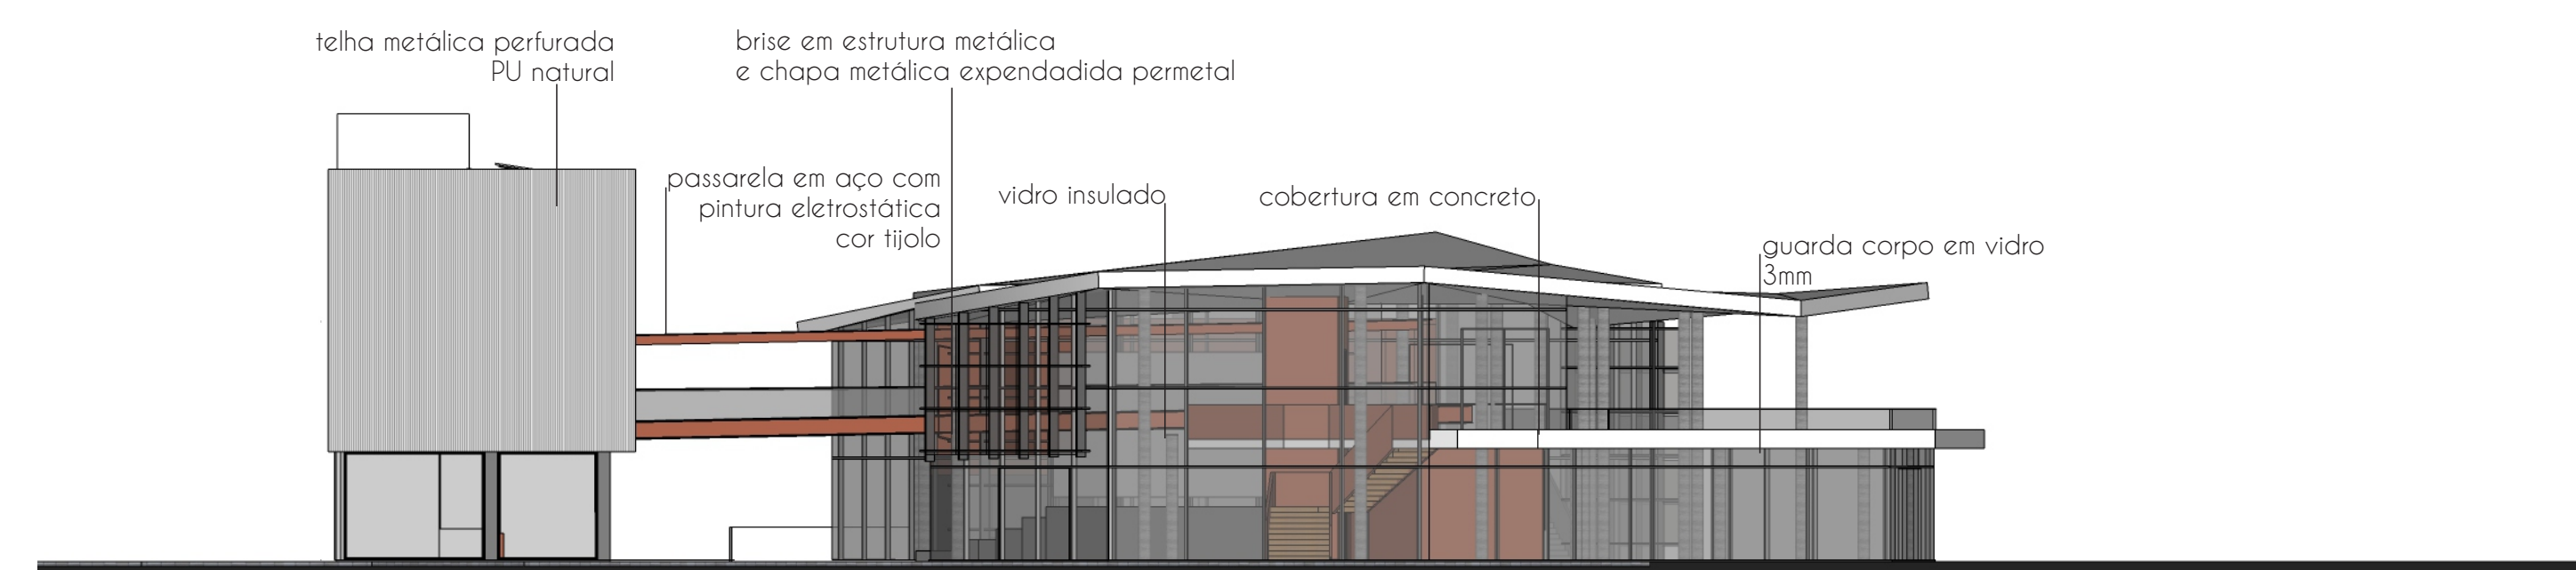 telha metálica perfurada
PU natural
brise em estrutura metálica
e chapa metálica expendadida permetal
passarela em aço com
pintura eletrostática
cor tijolo
vidro insulado
cobertura em concreto
guarda corpo em vidro
3mm